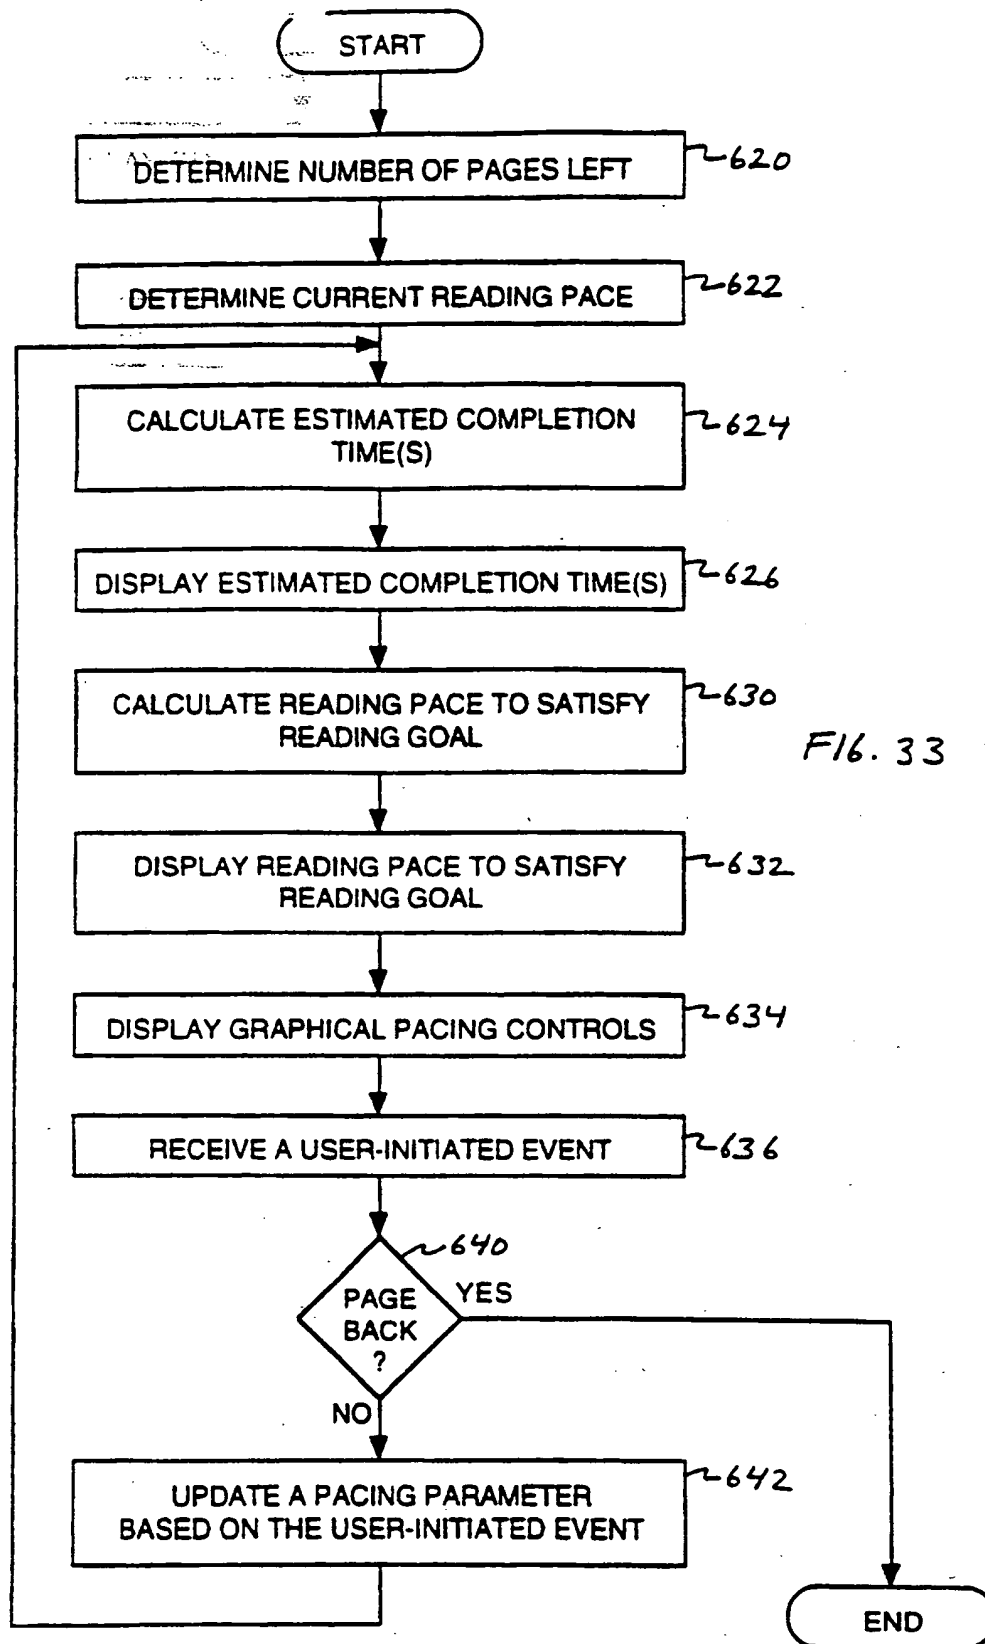 START
DETERMINE NUMBER OF PAGES LEFT
620
DETERMINE CURRENT READING PACE
622
CALCULATE ESTIMATED COMPLETION
TIME(S)
624
DISPLAY ESTIMATED COMPLETION TIME(S)
626
CALCULATE READING PACE TO SATISFY
READING GOAL
630
FIG. 33
DISPLAY READING PACE TO SATISFY
READING GOAL
632
DISPLAY GRAPHICAL PACING CONTROLS
634
RECEIVE A USER-INITIATED EVENT
636
640
PAGE
BACK
?
YES
NO
UPDATE A PACING PARAMETER
BASED ON THE USER-INITIATED EVENT
642
END